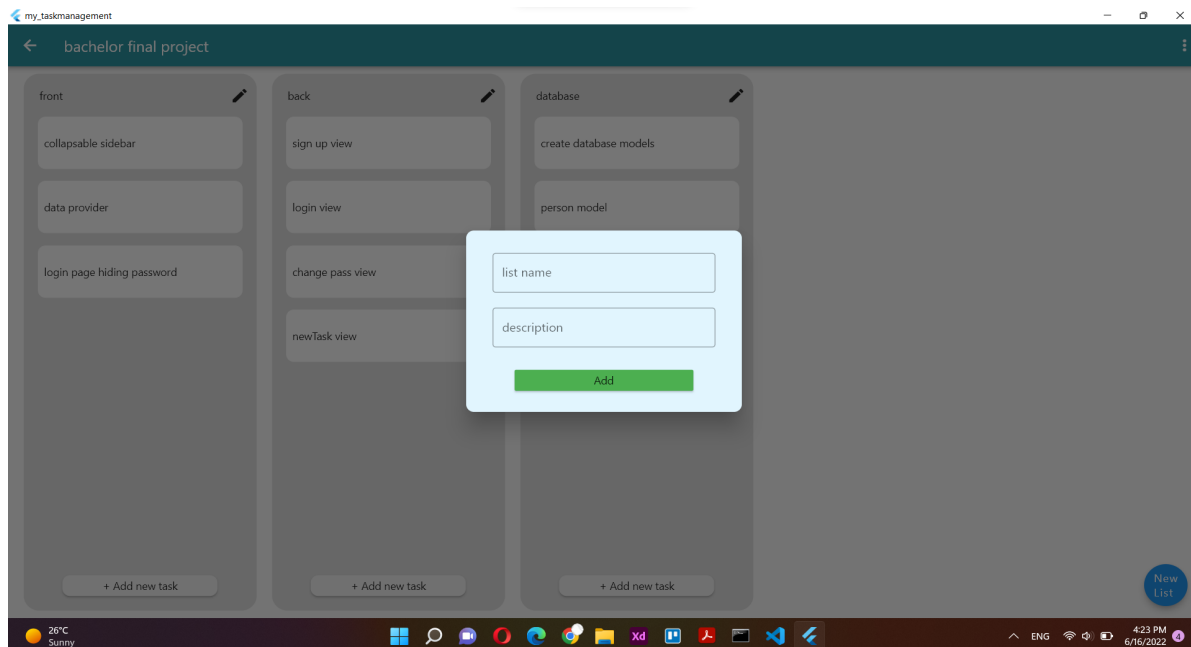 my_taskmanagement
bachelor final project
front
collapsable sidebar
data provider
login page hiding password
+ Add new task
back
sign up view
login view
change pass view
newTask view
+ Add new task
database
create database models
person model
+ Add new task
list name
description
Add
New
List
26°C
Sunny
Xd
ENG
4:23 PM
6/16/2022
4